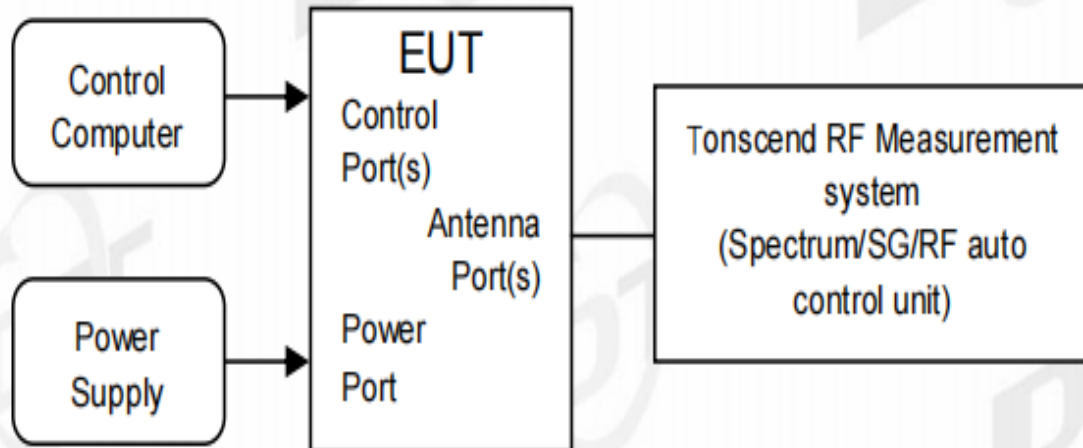 Control
Computer
Power
Supply
EUT
Control
Port(s)
Antenna
Port(s)
Power
Port
Tonscend RF Measurement
system
(Spectrum/SG/RF auto
control unit)